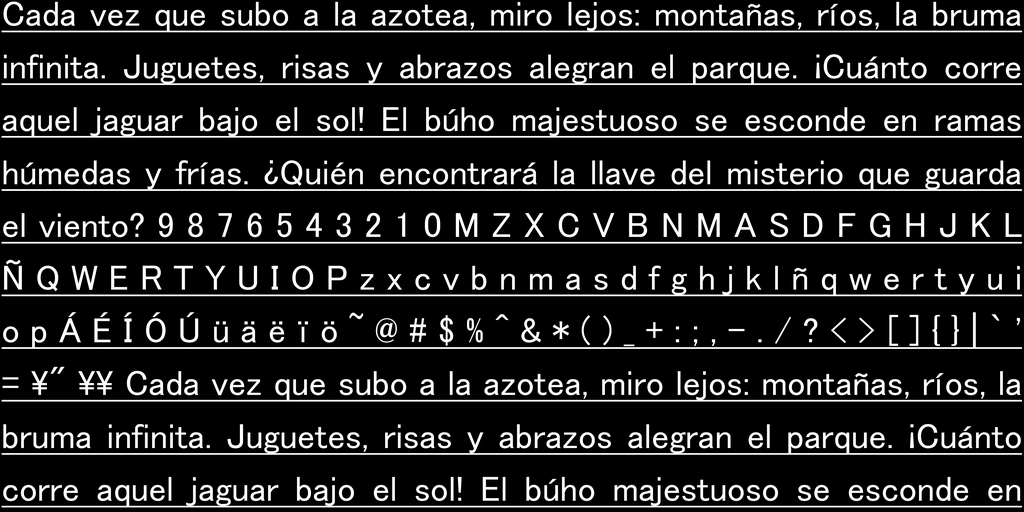 Cada vez que subo a la azotea, miro lejos: montañas, ríos, la bruma
infinita. Juguetes, risas y abrazos alegran el parque. ¡Cuánto corre
aquel jaguar bajo el sol! El búho majestuoso se esconde en ramas
húmedas y frías. ¿Quién encontrará la llave del misterio que guarda
el viento? 9 8 7 6 5 4 3 2 1 0 M Z X C V B N M A S D F G H J K L
Ñ Q W E R T Y U I O P z x c v b n m a s d f g h j k l ñ q w e r t y u i
o p Á É Í Ó Ú ü ä ë ï ö ~ @ # $ % ^ & * ( ) _ + : ; , - . / ? < > [ ] { } | ` '
= ¥" ¥¥ Cada vez que subo a la azotea, miro lejos: montañas, ríos, la
bruma infinita. Juguetes, risas y abrazos alegran el parque. ¡Cuánto
corre aquel jaguar bajo el sol! El búho majestuoso se esconde en